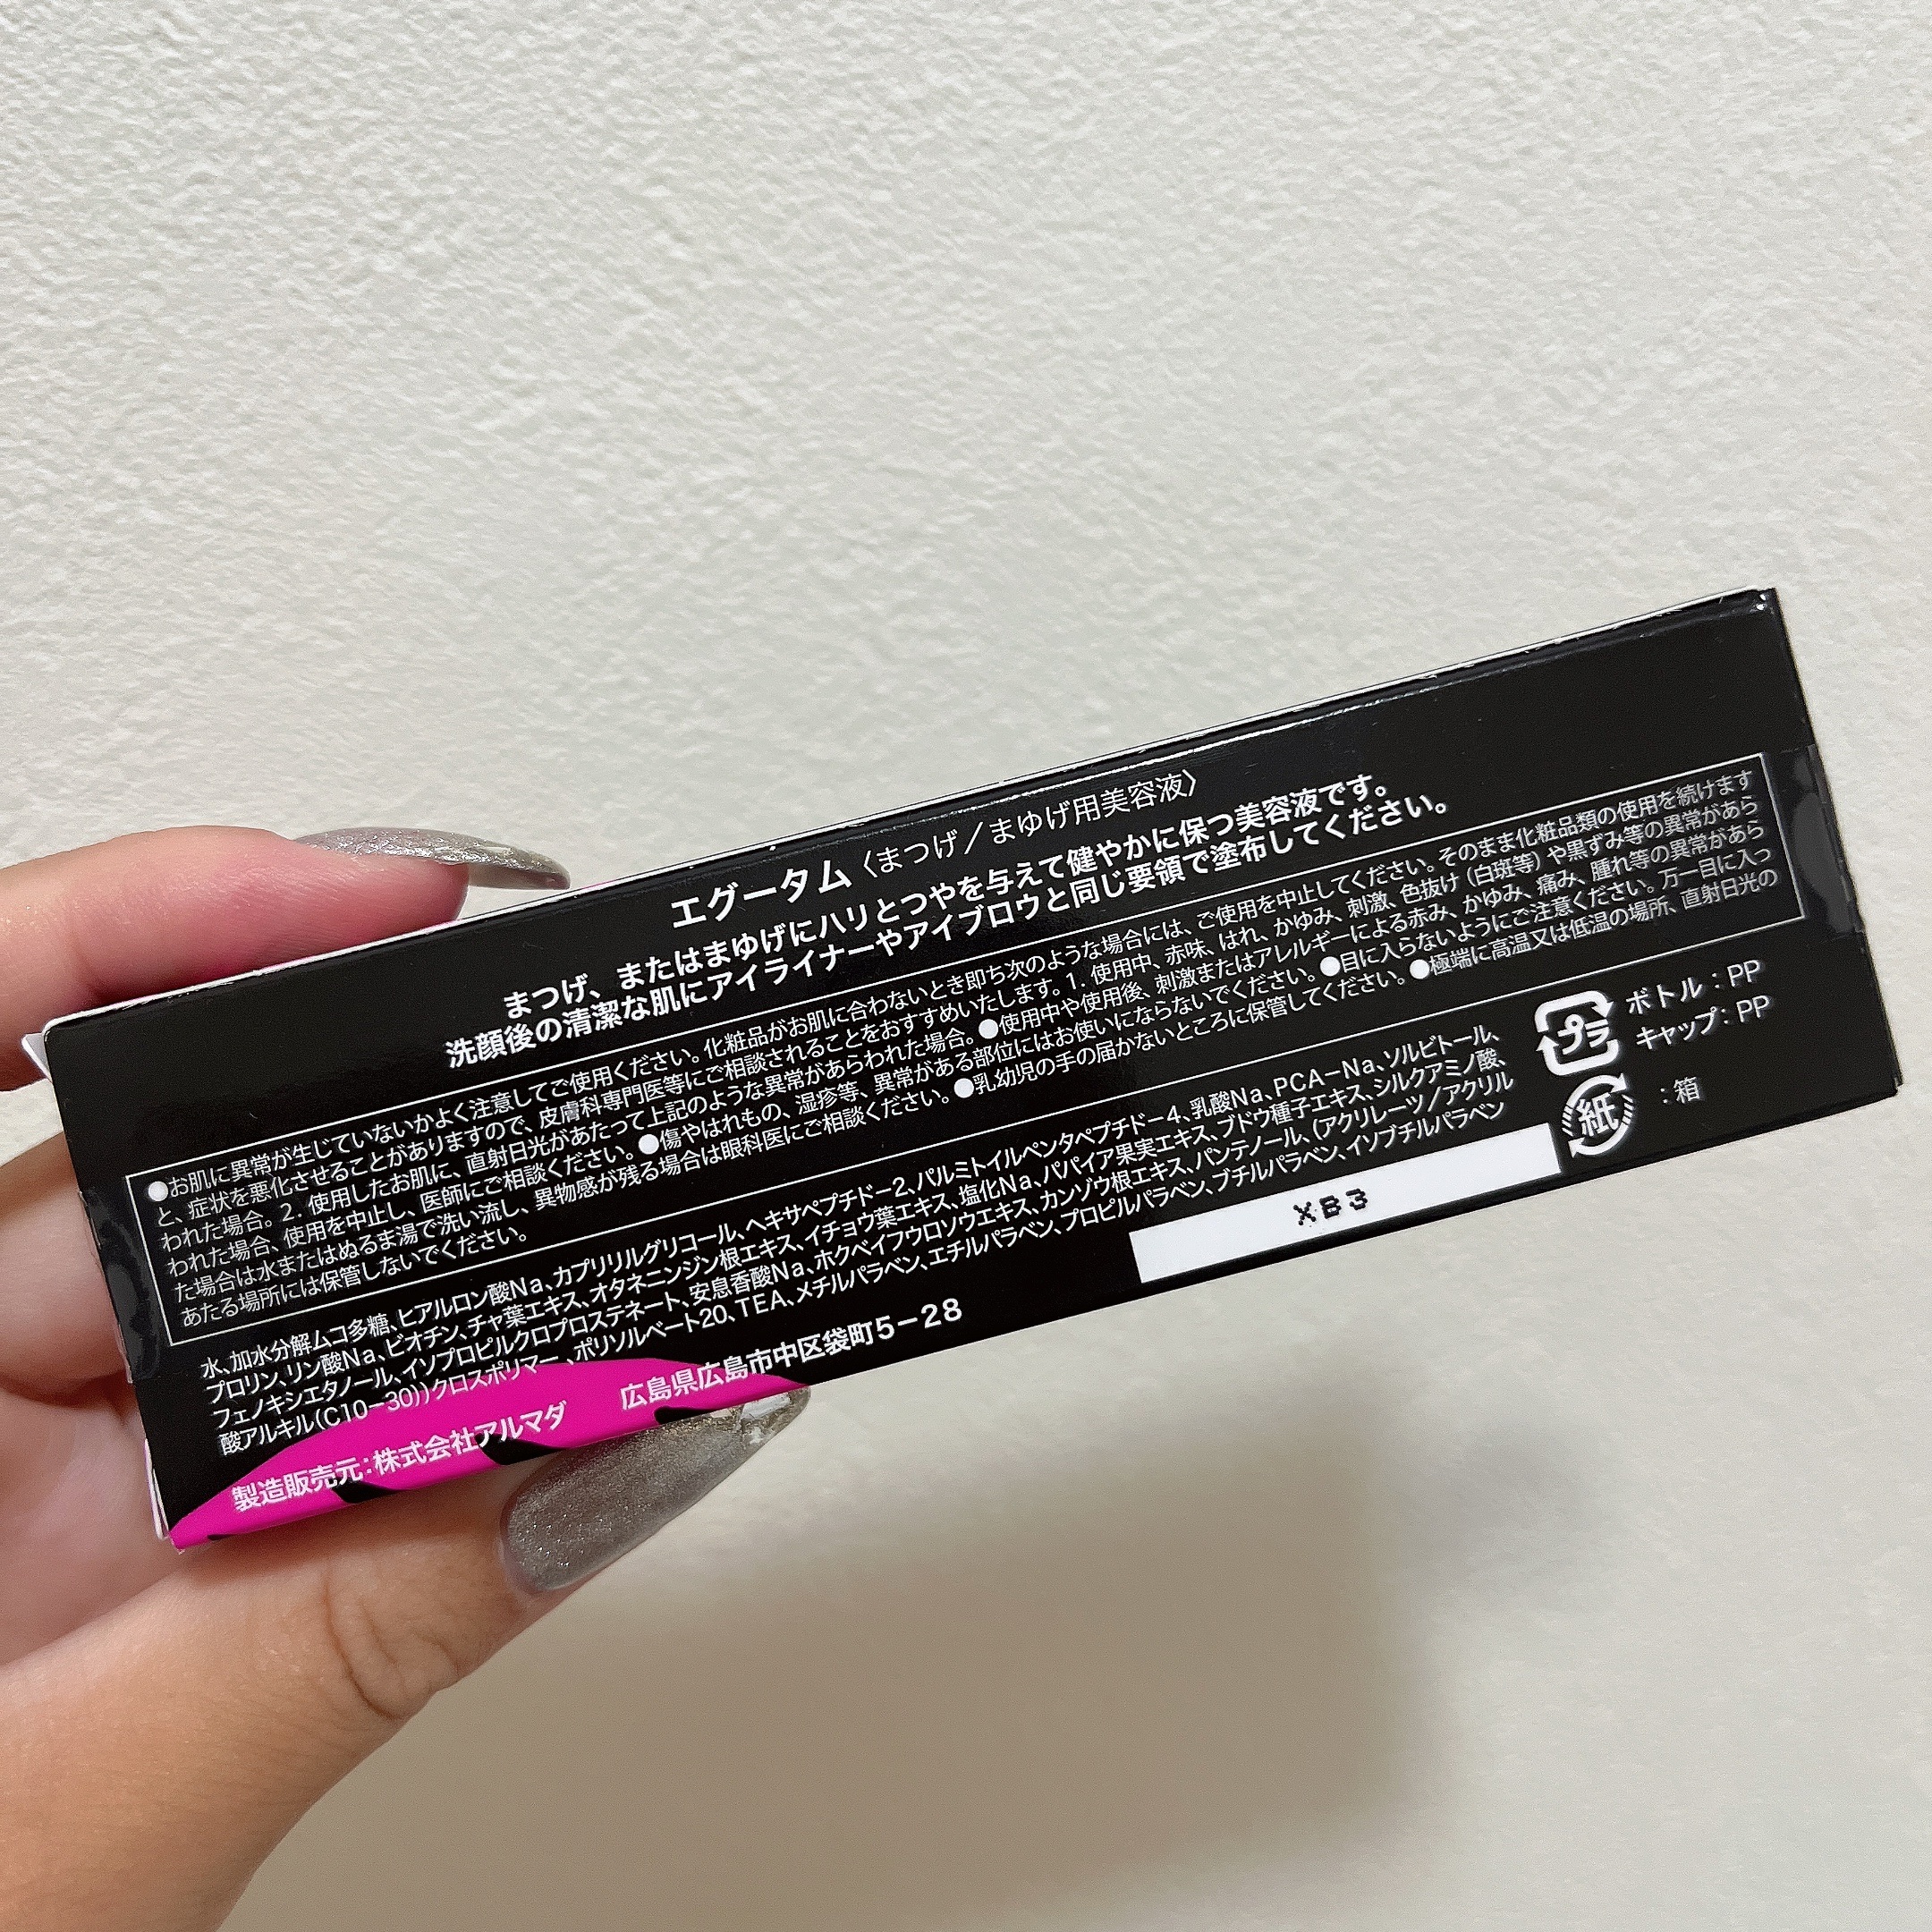 エグータム〈まつげ／まゆげ用美容液〉
まつげ、またはまゆげにハリとつやを与えて健やかに保つ美容液です。
洗顔後の清潔な肌にアイライナーやアイブロウと同じ要領で塗布してください。
●お肌に異常が生じていないかよく注意してご使用ください。化粧品がお肌に合わないとき即ち次のような場合には、ご使用を中止してください。そのまま化粧品類の使用を続けます
と、症状を悪化させることがありますので、皮膚科専門医等にご相談されることをおすすめいたします。1. 使用中、赤味、はれ、かゆみ、刺激、色抜け（白斑等）や黒ずみ等の異常があら
われた場合。2. 使用したお肌に、直射日光があたって上記のような異常があらわれた場合。●使用中や使用後、刺激またはアレルギーによる赤み、かゆみ、痛み、腫れ等の異常があら
われた場合、使用を中止し、医師にご相談ください。●傷やはれもの、湿疹等、異常がある部位にはお使いにならないでください。●目に入らないようにご注意ください。万一目に入っ
た場合は水またはぬるま湯で洗い流し、異物感が残る場合は眼科医にご相談ください。●乳幼児の手の届かないところに保管してください。●極端に高温又は低温の場所、直射日光の
あたる場所には保管しないでください。
水、加水分解ムコ多糖、ヒアルロン酸Na、カプリリルグリコール、ヘキサペプチドー2、パルミトイルペンタペプチドー4、乳酸Na、PCA−Na、ソルビトール、
プロリン、リン酸Na、ビオチン、チャ葉エキス、オタネニンジン根エキス、イチョウ葉エキス、塩化Na、パパイア果実エキス、ブドウ種子エキス、シルクアミノ酸、
フェノキシエタノール、イソプロピルクロプロステネート、安息香酸Na、ホクベイフウロソウエキス、カンゾウ根エキス、パンテノール、（アクリレーツ／アクリル
酸アルキル（C10−30））クロスポリマー、ポリソルベート20、TEA、メチルパラベン、エチルパラベン、プロピルパラベン、ブチルパラベン、イソブチルパラベン
製造販売元：株式会社アルマダ 広島県広島市中区袋町5−28
XB3
プラ
ボトル：PP
キャップ：PP
紙
：箱